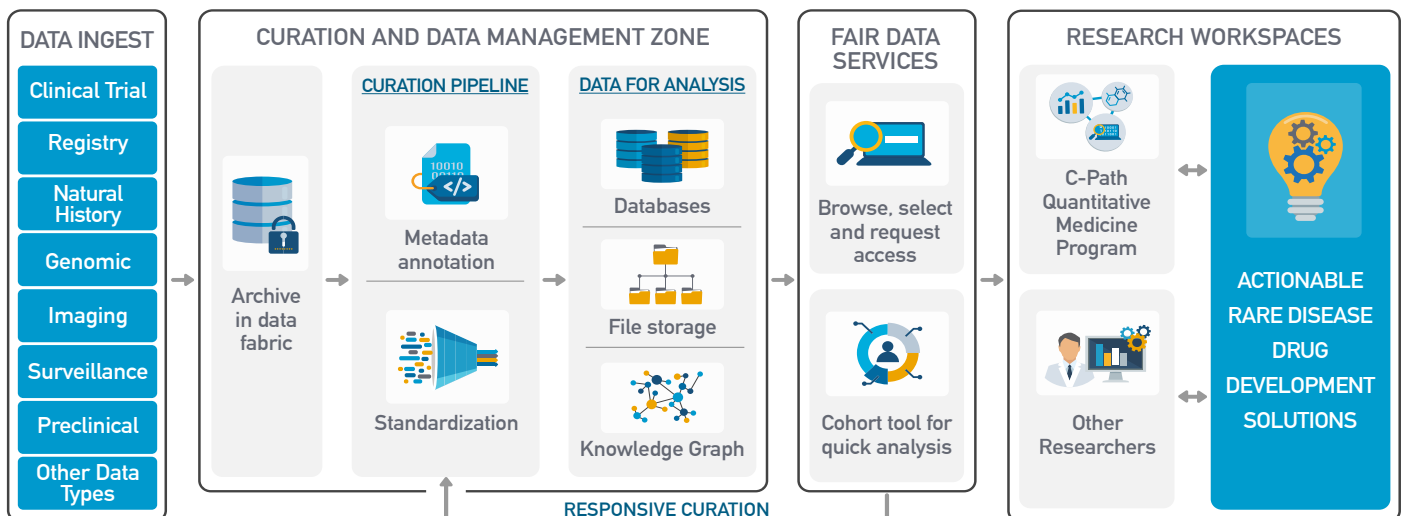 DATA INGEST
Clinical Trial
Registry
Natural
History
Genomic
Imaging
Surveillance
Preclinical
Other Data
Types
CURATION AND DATA MANAGEMENT ZONE
Archive
in data
fabric
CURATION PIPELINE
10010
00110
</>
Metadada
annotation
Standardization
DATA FOR ANALYSIS
Databases
File storage
Knowledge Graph
RESPONSIVE CURATION
FAIR DATA
SERVICES
Browse, select
and request
access
Cohort tool for
quick analysis
RESEARCH WORKSPACES
C-Path
Quantitative
Medicine
Program
Other
Researchers
ACTIONABLE
RARE DISEASE
DRUG
DEVELOPMENT
SOLUTIONS